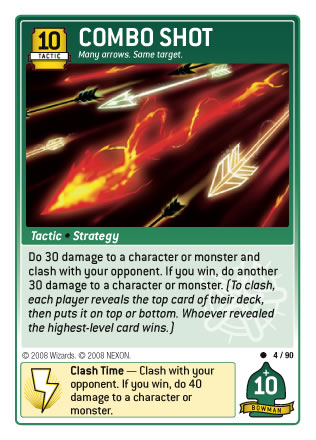 10
TACTIC
COMBO SHOT
Many arrows. Same target.
Tactic • Strategy
Do 30 damage to a character or monster and
clash with your opponent. If you win, do another
30 damage to a character or monster. (To clash,
each player reveals the top card of their deck,
then puts it on top or bottom. Whoever revealed
the highest-level card wins.)
© 2008 Wizards. © 2008 NEXON.
● 4 / 90
Clash Time — Clash with your
opponent. If you win, do 40
damage to a character or
monster.
+
10
BOWMAN